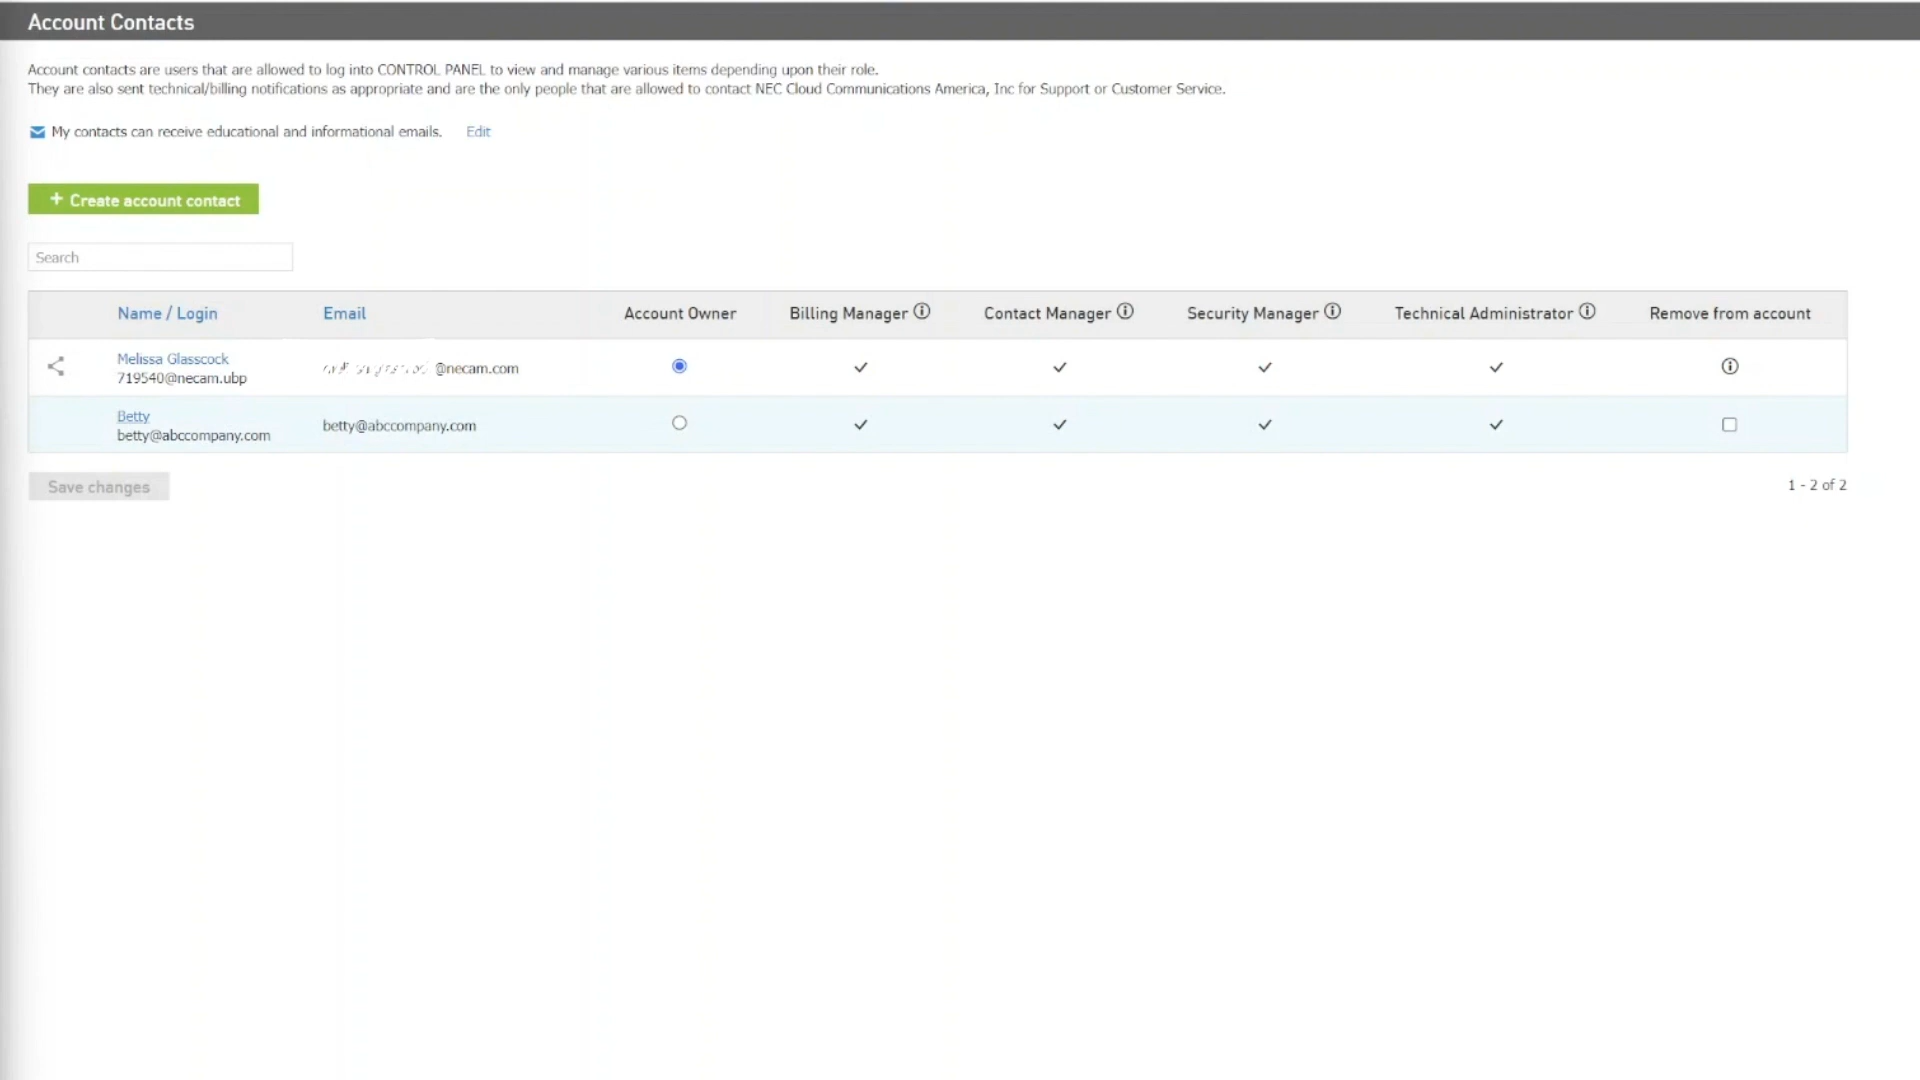 Account Contacts
Account contacts are users that are allowed to log into CONTROL PANEL to view and manage various items depending upon their role.
They are also sent technical/billing notifications as appropriate and are the only people that are allowed to contact NEC Cloud Communications America, Inc for Support or Customer Service.
My contacts can receive educational and informational emails. Edit
+ Create account contact
Search
Name / Login Email Account Owner Billing Manager Contact Manager Security Manager Technical Administrator Remove from account
Melissa Glasscock
719540@necam.ubp
@necam.com
Betty
betty@abccompany.com
betty@abccompany.com
Save changes
1 - 2 of 2